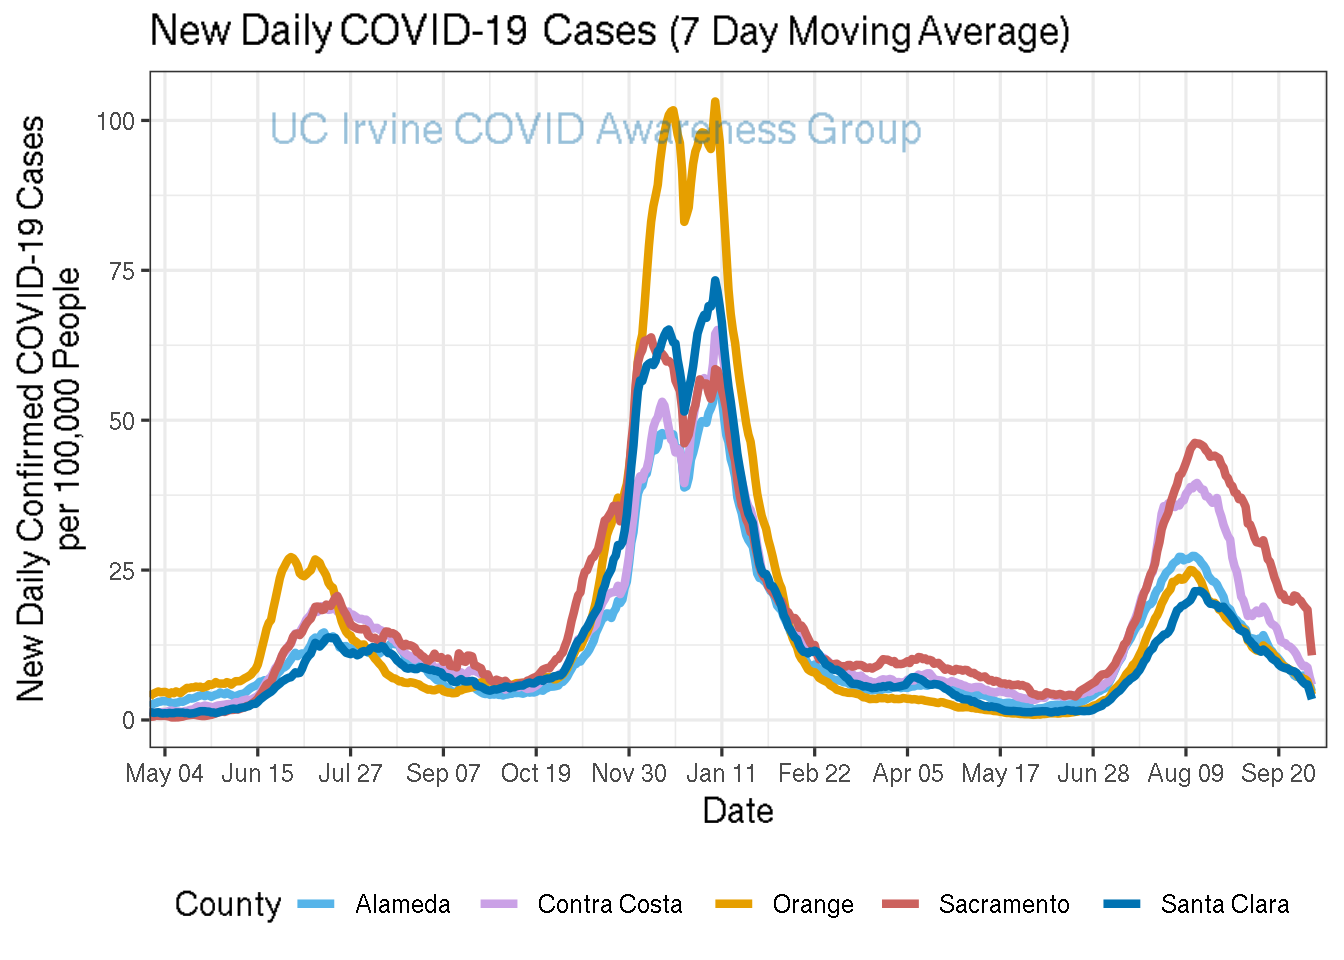 New Daily COVID-19 Cases (7 Day Moving Average)
UC Irvine COVID Awareness Group
New Daily Confirmed COVID-19 Cases
per 100,000 People
100
75
50
25
0
May 04 Jun 15 Jul 27 Sep 07 Oct 19 Nov 30 Jan 11 Feb 22 Apr 05 May 17 Jun 28 Aug 09 Sep 20
Date
County Alameda Contra Costa Orange Sacramento Santa Clara